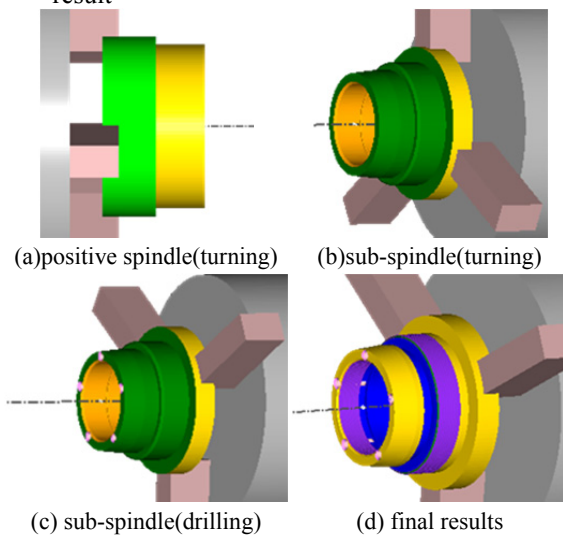 result
(a)positive spindle(turning)
(b)sub-spindle(turning)
(c) sub-spindle(drilling)
(d) final results